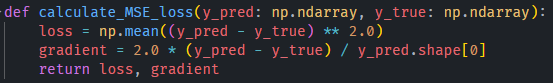 def calculate_MSE_loss(y_pred: np.ndarray, y_true: np.ndarray):
    loss = np.mean((y_pred - y_true) ** 2.0)
    gradient = 2.0 * (y_pred - y_true) / y_pred.shape[0]
    return loss, gradient